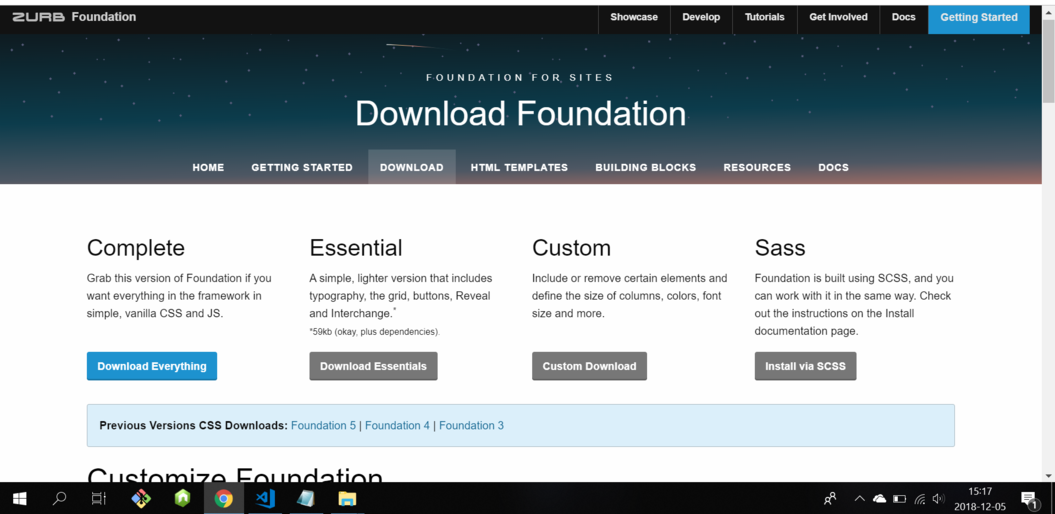 ZURB Foundation
Showcase Develop Tutorials Get Involved Docs Getting Started
FOUNDATION FOR SITES
Download Foundation
HOME GETTING STARTED DOWNLOAD HTML TEMPLATES BUILDING BLOCKS RESOURCES DOCS
Complete
Grab this version of Foundation if you
want everything in the framework in
simple, vanilla CSS and JS.
Download Everything
Essential
A simple, lighter version that includes
typography, the grid, buttons, Reveal
and Interchange.*
*59kb (okay, plus dependencies).
Download Essentials
Custom
Include or remove certain elements and
define the size of columns, colors, font
size and more.
Custom Download
Sass
Foundation is built using SCSS, and you
can work with it in the same way. Check
out the instructions on the Install
documentation page.
Install via SCSS
Previous Versions CSS Downloads: Foundation 5 | Foundation 4 | Foundation 3
Customize Foundation
15:17
2018-12-05
1